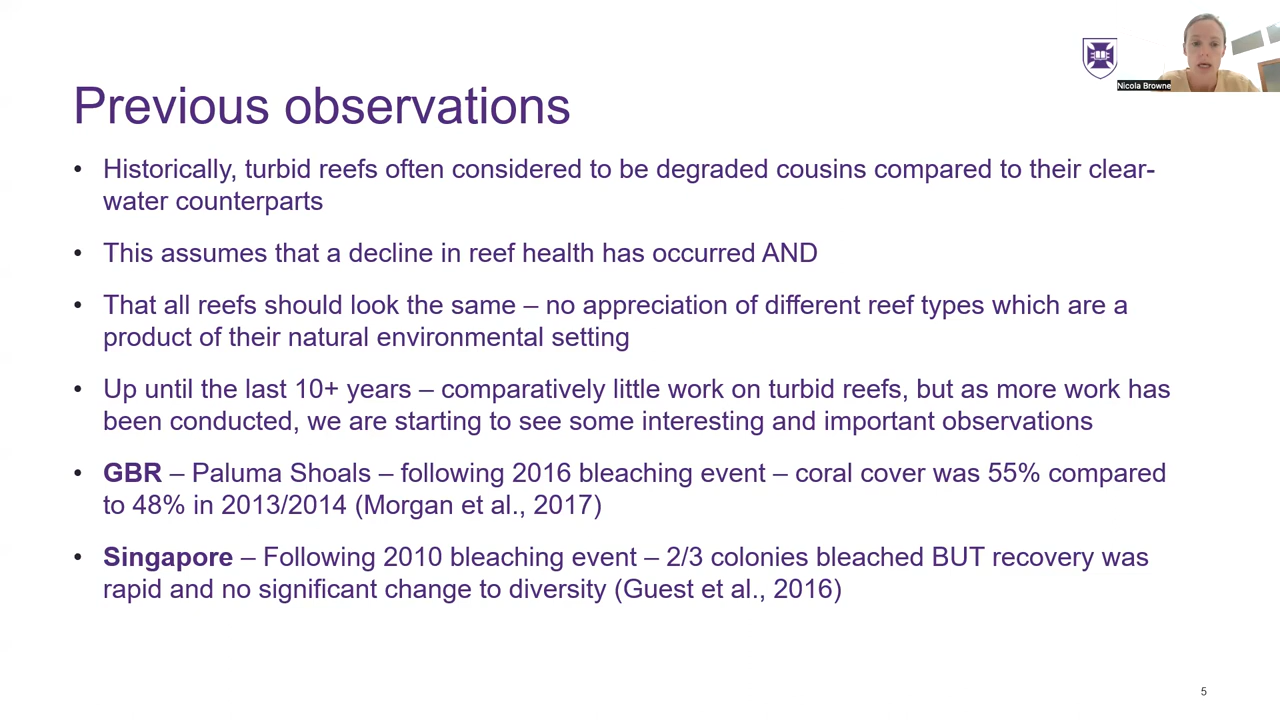 Nicola Browne
Previous observations
• Historically, turbid reefs often considered to be degraded cousins compared to their clear-
water counterparts
• This assumes that a decline in reef health has occurred AND
• That all reefs should look the same – no appreciation of different reef types which are a
product of their natural environmental setting
• Up until the last 10+ years – comparatively little work on turbid reefs, but as more work has
been conducted, we are starting to see some interesting and important observations
• GBR – Paluma Shoals – following 2016 bleaching event – coral cover was 55% compared
to 48% in 2013/2014 (Morgan et al., 2017)
• Singapore – Following 2010 bleaching event – 2/3 colonies bleached BUT recovery was
rapid and no significant change to diversity (Guest et al., 2016)
5